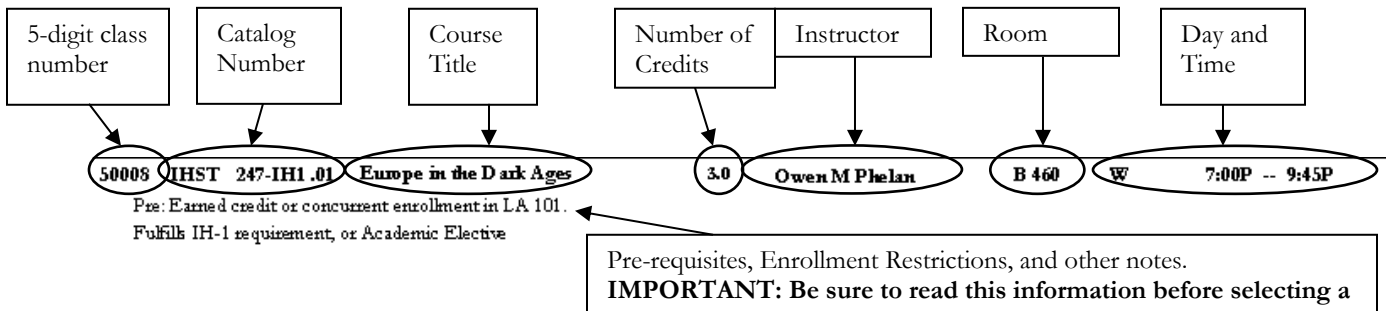 5-digit class number
Catalog Number
Course Title
Number of Credits
Instructor
Room
Day and Time
50008 IHST 247-IH1 .01 Europe in the Dark Ages 3.0 Owen M Phelan B 460 W 7:00P -- 9:45P
Pre: Earned credit or concurrent enrollment in LA 101.
Fulfills IH-1 requirement, or Academic Elective
Pre-requisites, Enrollment Restrictions, and other notes.
IMPORTANT: Be sure to read this information before selecting a